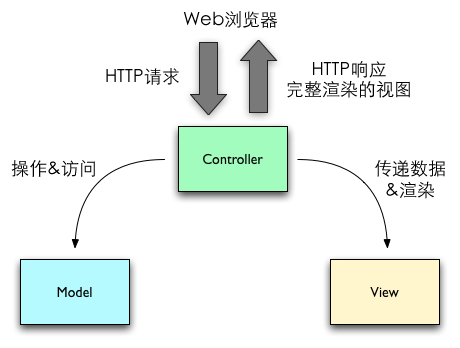 Web浏览器
HTTP请求
HTTP响应
完整渲染的视图
Controller
操作&访问
传递数据
&渲染
Model
View